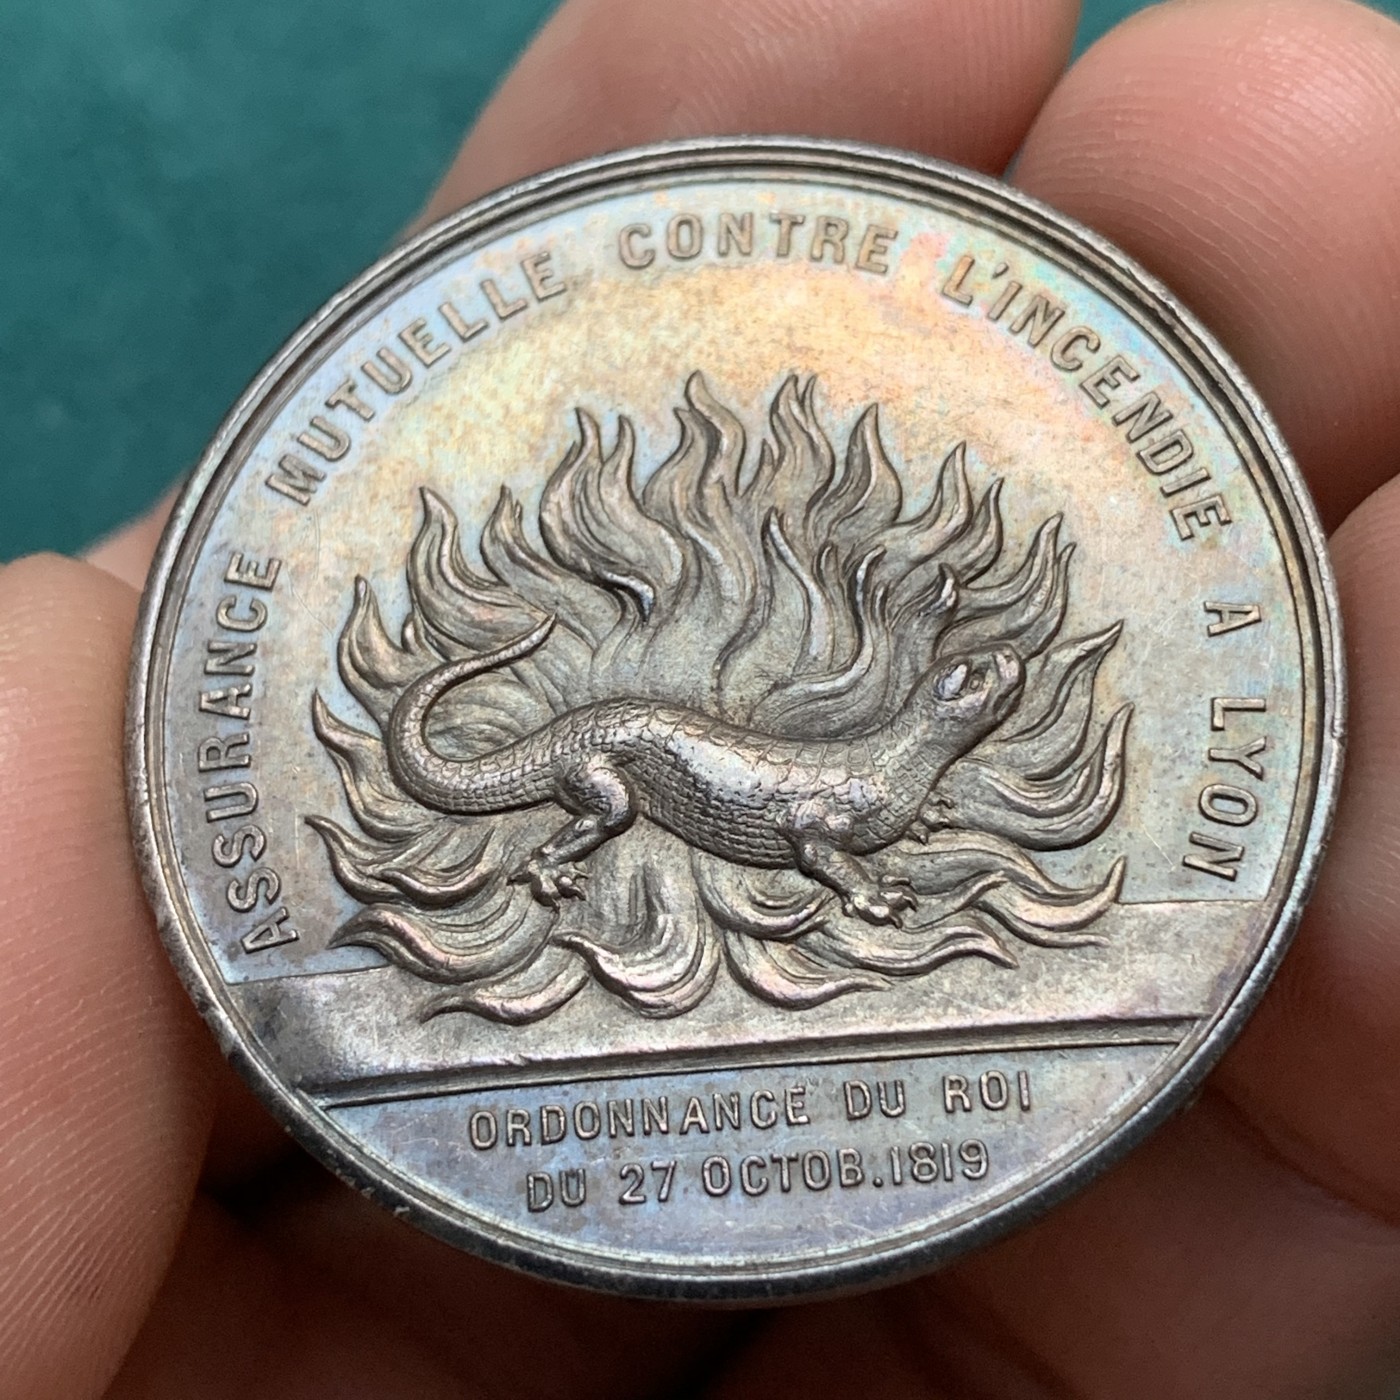 ASSURANCE MUTUELLE CONTRE L'INCENDIE A LYON
ORDONNANCE DU ROI
DU 27 OCTOB.1819